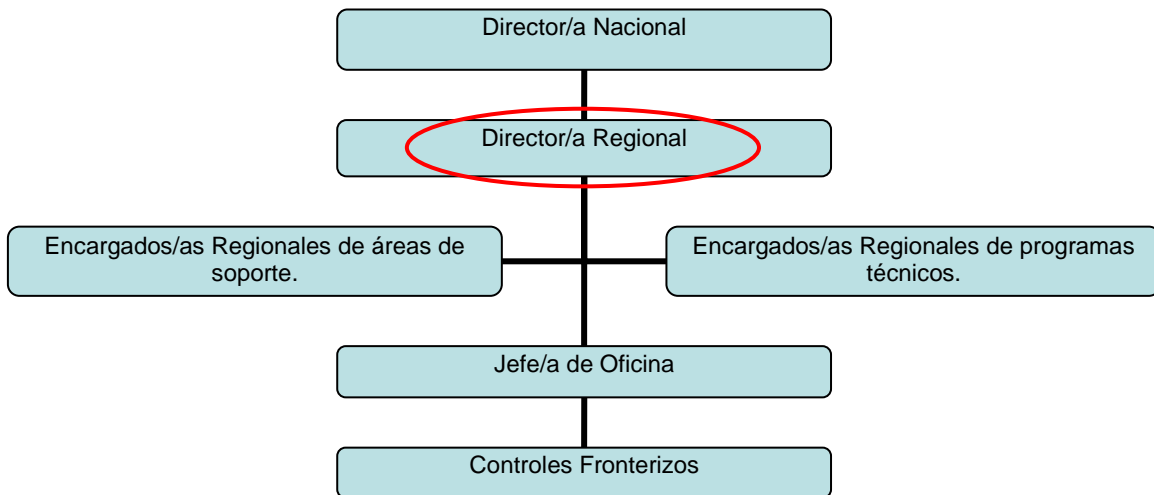 Director/a Nacional
Director/a Regional
Encargados/as Regionales de áreas de
soporte.
Encargados/as Regionales de programas
técnicos.
Jefe/a de Oficina
Controles Fronterizos